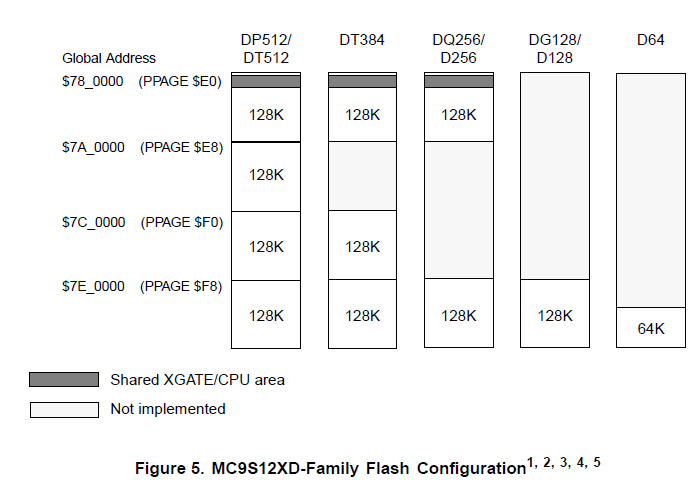 DP512/ DT384 DQ256/ DG128/ D64
Global Address DT512 D256 D128
$78_0000 (PPAGE $E0)
128K 128K 128K
$7A_0000 (PPAGE $E8)
128K
$7C_0000 (PPAGE $F0)
128K 128K
$7E_0000 (PPAGE $F8)
128K 128K 128K 128K 64K
Shared XGATE/CPU area
Not implemented
Figure 5. MC9S12XD-Family Flash Configuration1, 2, 3, 4, 5